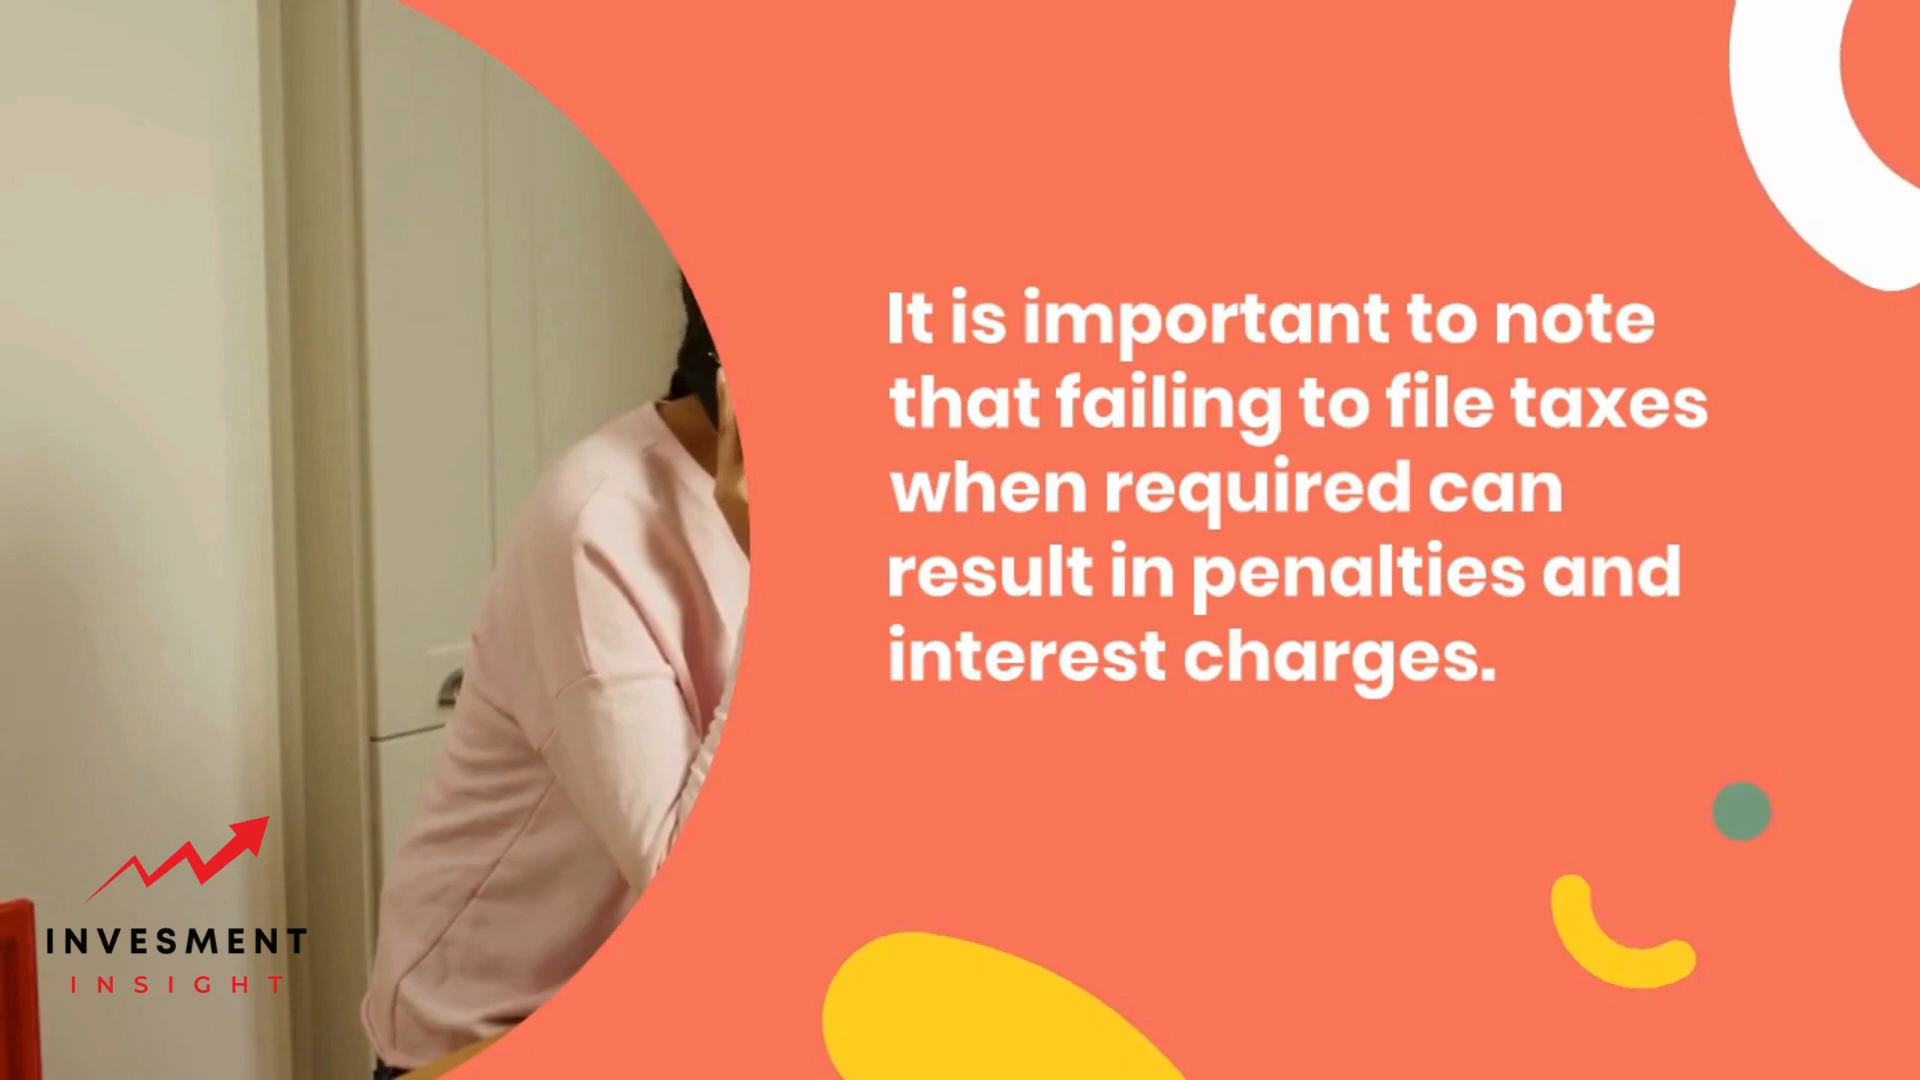 It is important to note
that failing to file taxes
when required can
result in penalties and
interest charges.
INVESMENT
INSIGHT